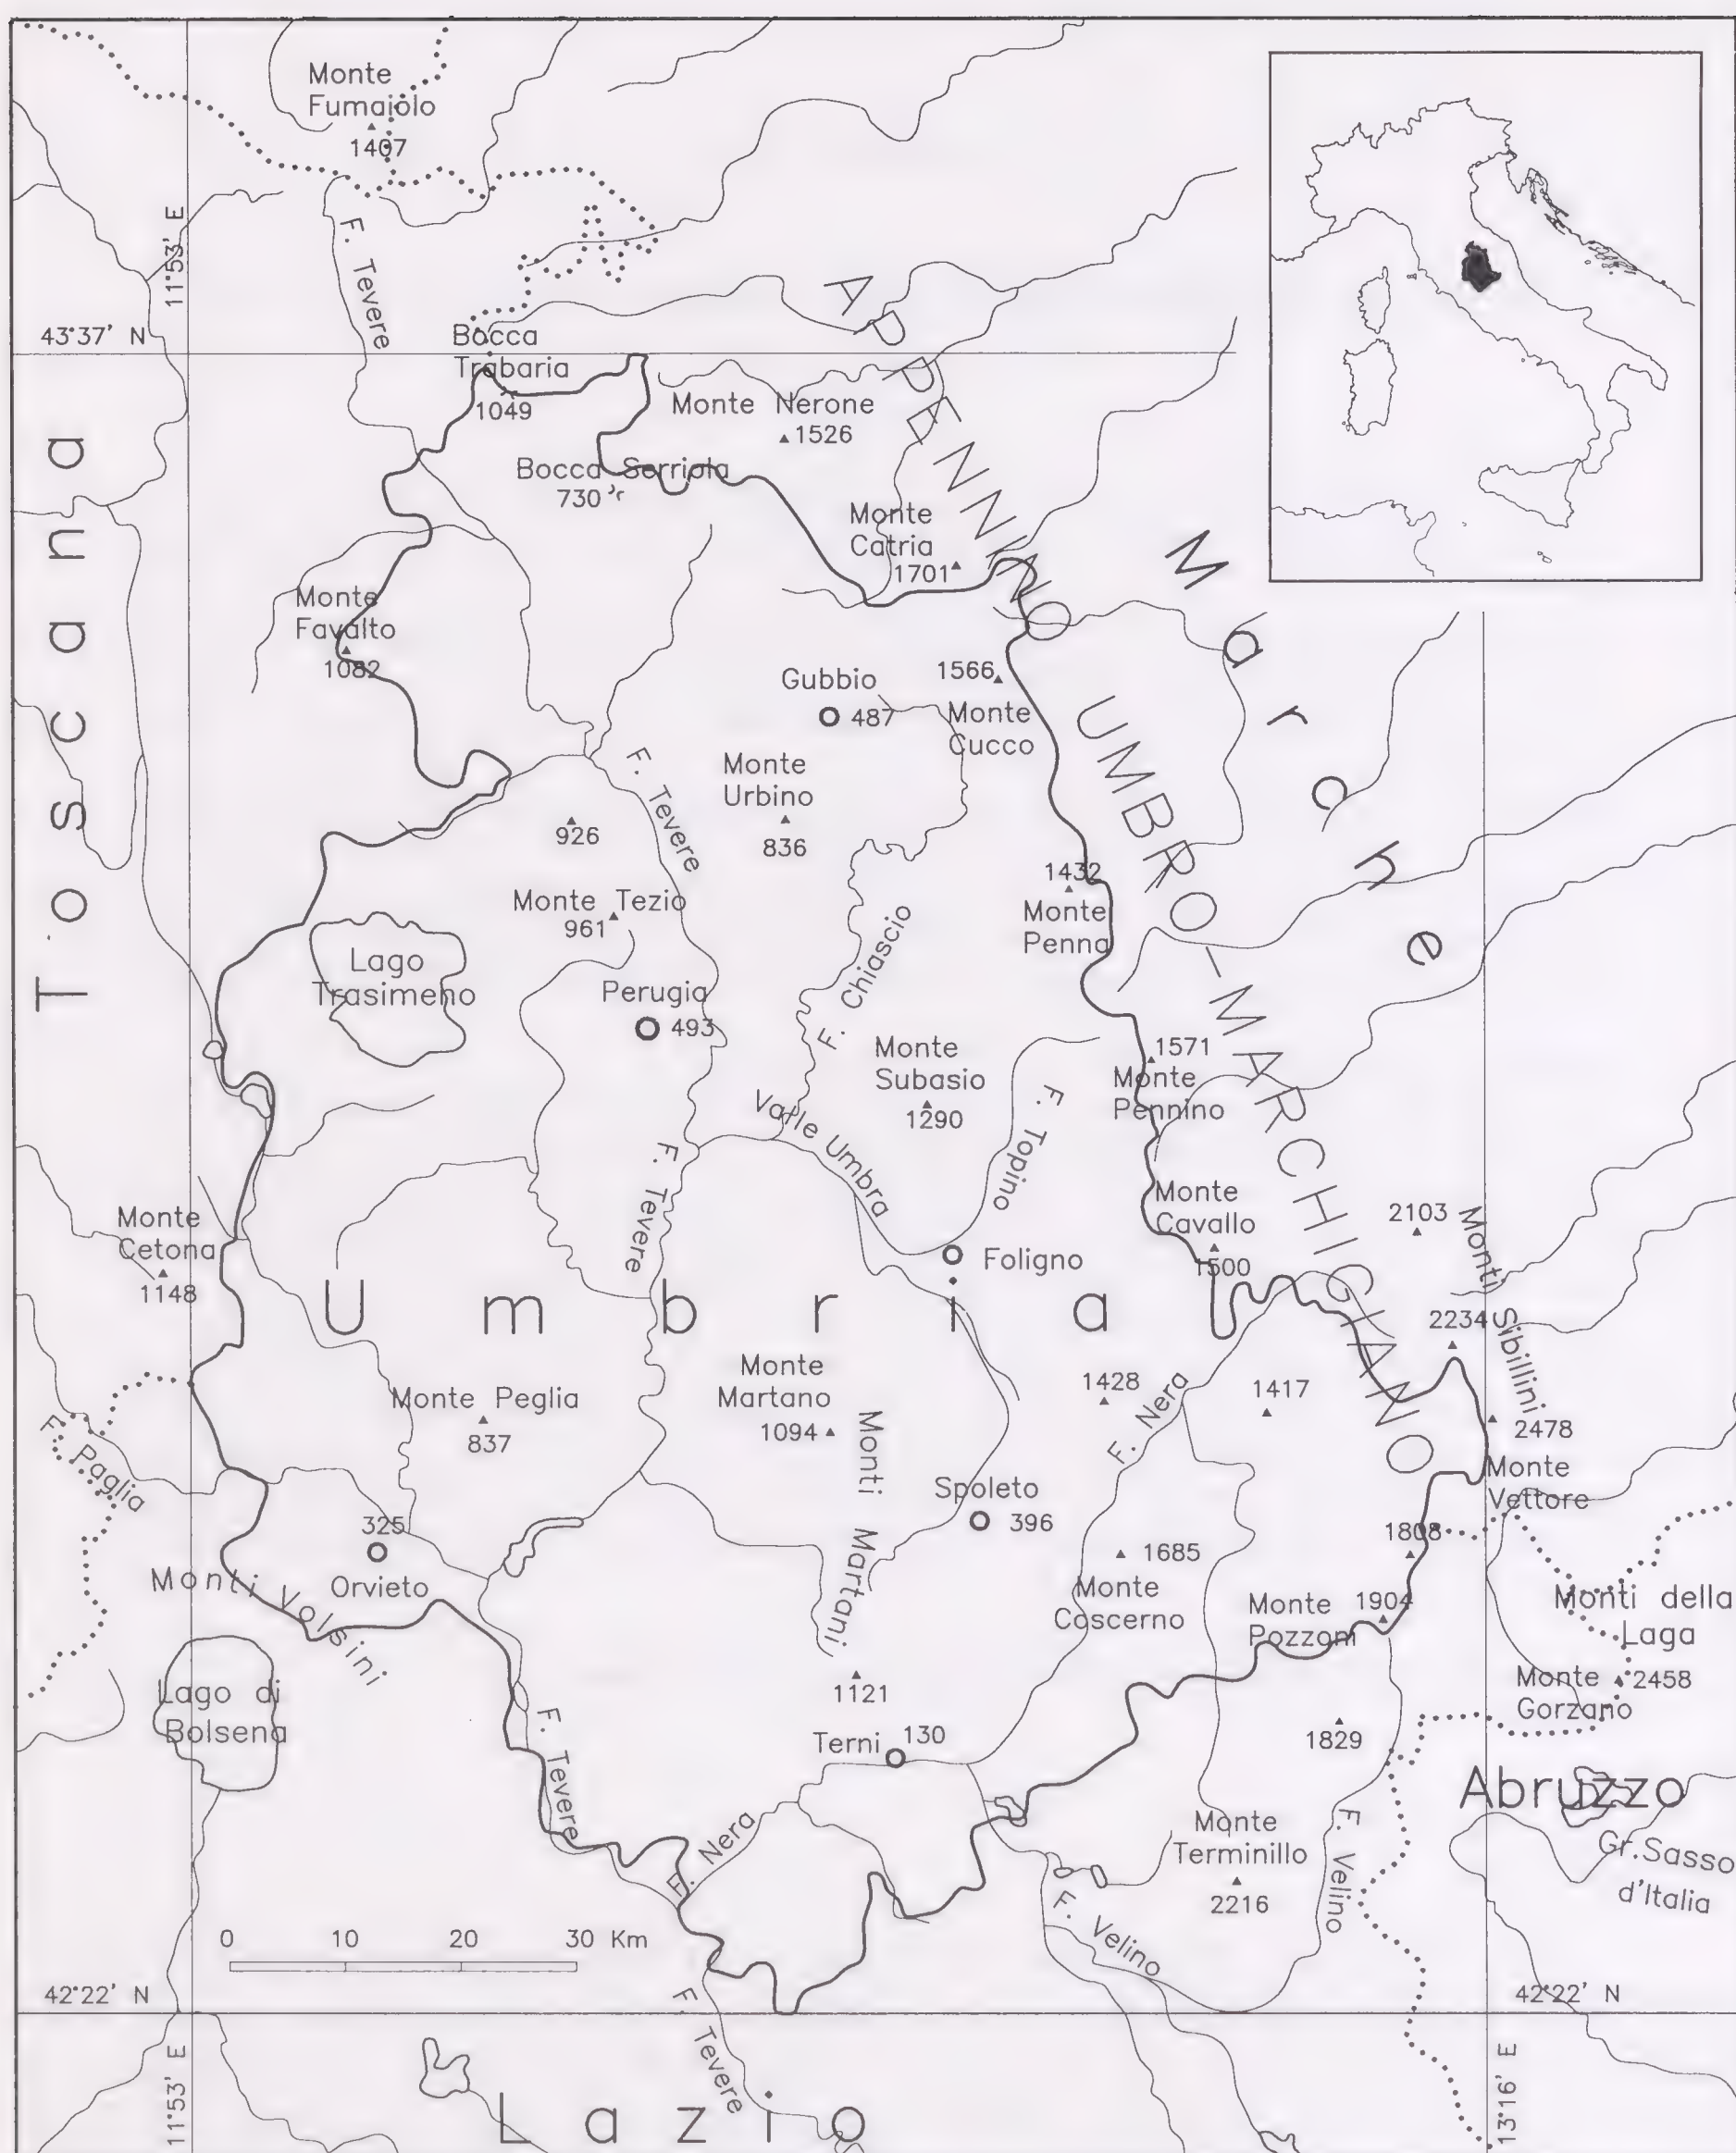 Monte
Fumaiolo
1407
11°53' E
F. Tevere
43°37' N
Bocca
Trabaria
1049
Monte Nerone
1526
Bocca Serriola
730
APPENNINO UMBRO-MARCHIGIANO
Monte
Catria
1701
Marche
Toscana
Monte
Favalto
1082
Gubbio
487
1566
Monte
Cucco
Monte
Urbino
836
F. Tevere
926
1432
Monte
Penna
Monte Tezio
961
F. Chiascio
Lago
Trasimeno
Perugia
493
Monte
Subasio
1290
1571
Monte
Pennino
Valle Umbra
F. Topino
F. Tevere
Monte
Cetona
1148
Monte
Cavallo
1500
2103
Monti Sibillini
Foligno
Umbria
2234
Monte
Martano
1094
Monte Peglia
837
1428
F. Nera
1417
2478
Monte
Vettore
F. Paglia
Monti Martani
Spoleto
396
325
Orvieto
1808
1685
Monte
Coscerno
Monti Volsini
Monte
Pozzoni
1904
Monti della
Laga
Monte
Gorzano
2458
Lago di
Bolsena
1121
Terni
130
1829
F. Tevere
Abruzzo
F. Nera
Monte
Terminillo
2216
F. Velino
Gr.Sasso
d'Italia
F. Velino
0 10 20 30 Km
42°22' N
42°22' N
F. Tevere
11°53' E
13°16' E
Lazio